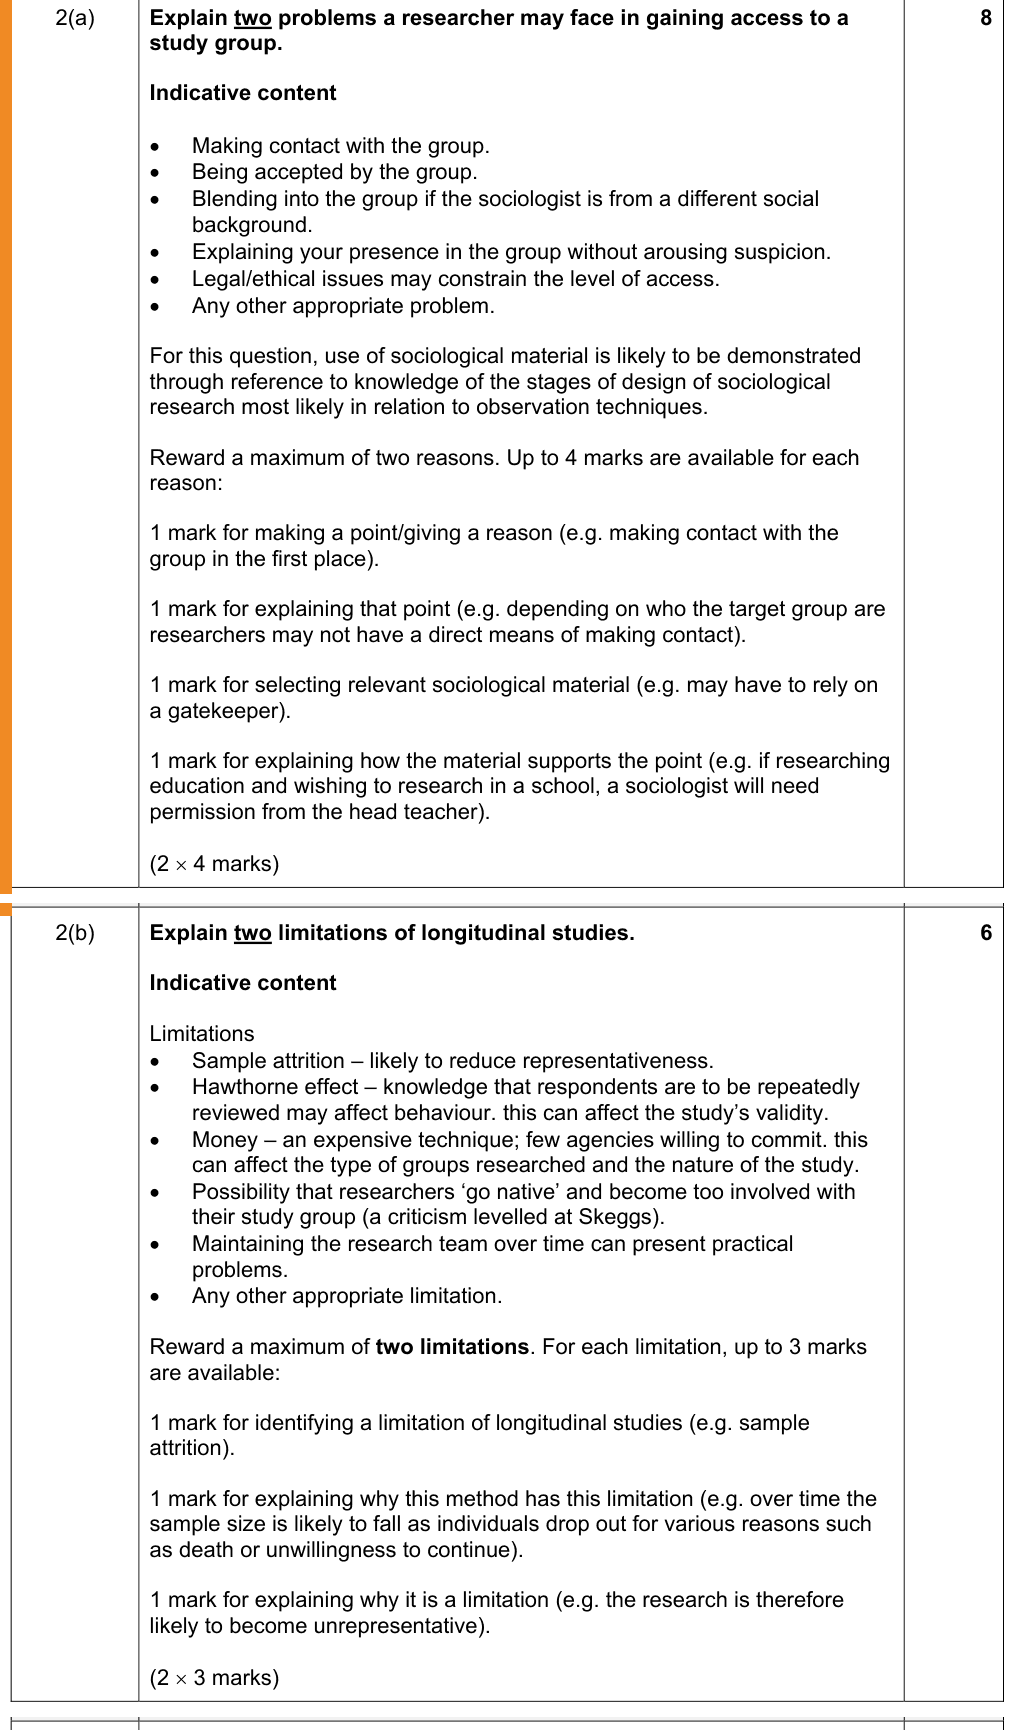 2(a)
Explain two problems a researcher may face in gaining access to a
study group.
8
Indicative content
• Making contact with the group.
• Being accepted by the group.
• Blending into the group if the sociologist is from a different social
background.
• Explaining your presence in the group without arousing suspicion.
• Legal/ethical issues may constrain the level of access.
• Any other appropriate problem.
For this question, use of sociological material is likely to be demonstrated
through reference to knowledge of the stages of design of sociological
research most likely in relation to observation techniques.
Reward a maximum of two reasons. Up to 4 marks are available for each
reason:
1 mark for making a point/giving a reason (e.g. making contact with the
group in the first place).
1 mark for explaining that point (e.g. depending on who the target group are
researchers may not have a direct means of making contact).
1 mark for selecting relevant sociological material (e.g. may have to rely on
a gatekeeper).
1 mark for explaining how the material supports the point (e.g. if researching
education and wishing to research in a school, a sociologist will need
permission from the head teacher).
(2 × 4 marks)
2(b)
Explain two limitations of longitudinal studies.
6
Indicative content
Limitations
• Sample attrition – likely to reduce representativeness.
• Hawthorne effect – knowledge that respondents are to be repeatedly
reviewed may affect behaviour. this can affect the study’s validity.
• Money – an expensive technique; few agencies willing to commit. this
can affect the type of groups researched and the nature of the study.
• Possibility that researchers ‘go native’ and become too involved with
their study group (a criticism levelled at Skeggs).
• Maintaining the research team over time can present practical
problems.
• Any other appropriate limitation.
Reward a maximum of two limitations. For each limitation, up to 3 marks
are available:
1 mark for identifying a limitation of longitudinal studies (e.g. sample
attrition).
1 mark for explaining why this method has this limitation (e.g. over time the
sample size is likely to fall as individuals drop out for various reasons such
as death or unwillingness to continue).
1 mark for explaining why it is a limitation (e.g. the research is therefore
likely to become unrepresentative).
(2 × 3 marks)